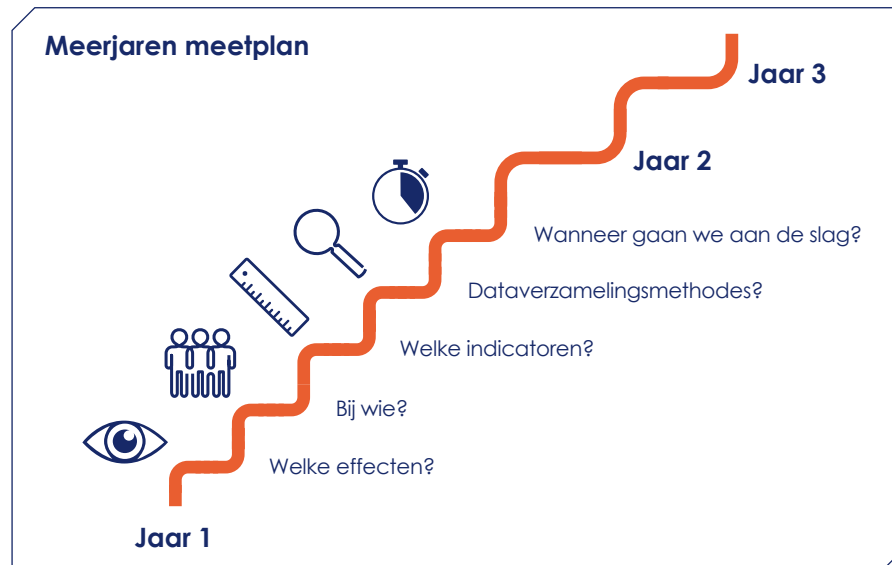 Meerjaren meetplan
Jaar 3
Jaar 2
Wanneer gaan we aan de slag?
Dataverzamelingsmethodes?
Welke indicatoren?
Bij wie?
Welke effecten?
Jaar 1